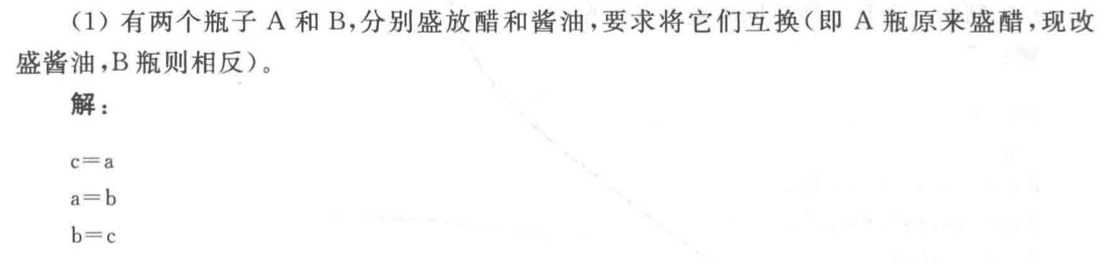 (1) 有两个瓶子 A 和 B,分别盛放醋和酱油,要求将它们互换(即 A 瓶原来盛醋,现改
盛酱油,B 瓶则相反)。
解:
c=a
a=b
b=c